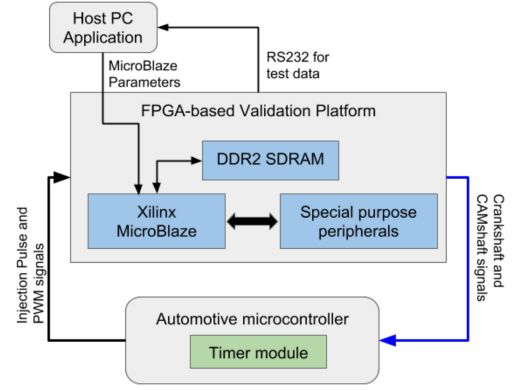 Host PC
Application
MicroBlaze
Parameters
RS232 for
test data
FPGA-based Validation Platform
DDR2 SDRAM
Xilinx
MicroBlaze
Special purpose
peripherals
Injection Pulse and
PWM signals
Crankshaft and
CAMshaft signals
Automotive microcontroller
Timer module